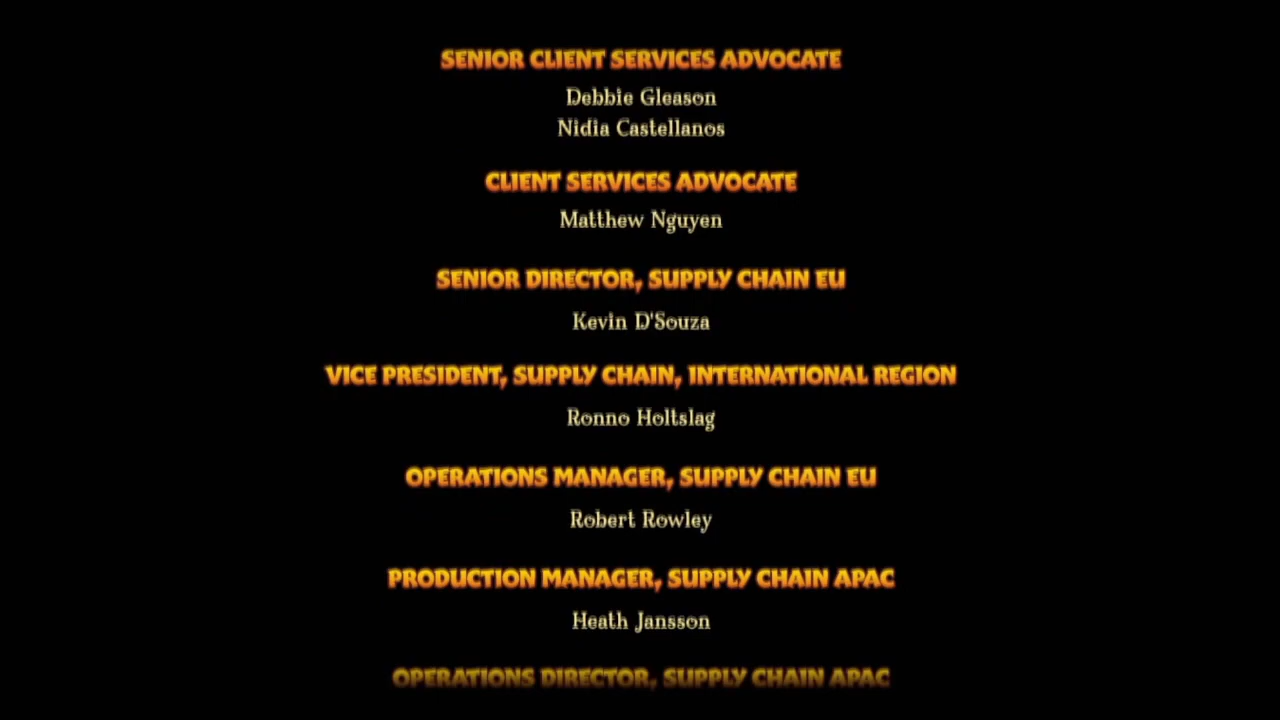 SENIOR CLIENT SERVICES ADVOCATE
Debbie Gleason
Nidia Castellanos
CLIENT SERVICES ADVOCATE
Matthew Nguyen
SENIOR DIRECTOR, SUPPLY CHAIN EU
Kevin D'Souza
VICE PRESIDENT, SUPPLY CHAIN, INTERNATIONAL REGION
Ronno Holtslag
OPERATIONS MANAGER, SUPPLY CHAIN EU
Robert Rowley
PRODUCTION MANAGER, SUPPLY CHAIN APAC
Heath Jansson
OPERATIONS DIRECTOR, SUPPLY CHAIN APAC